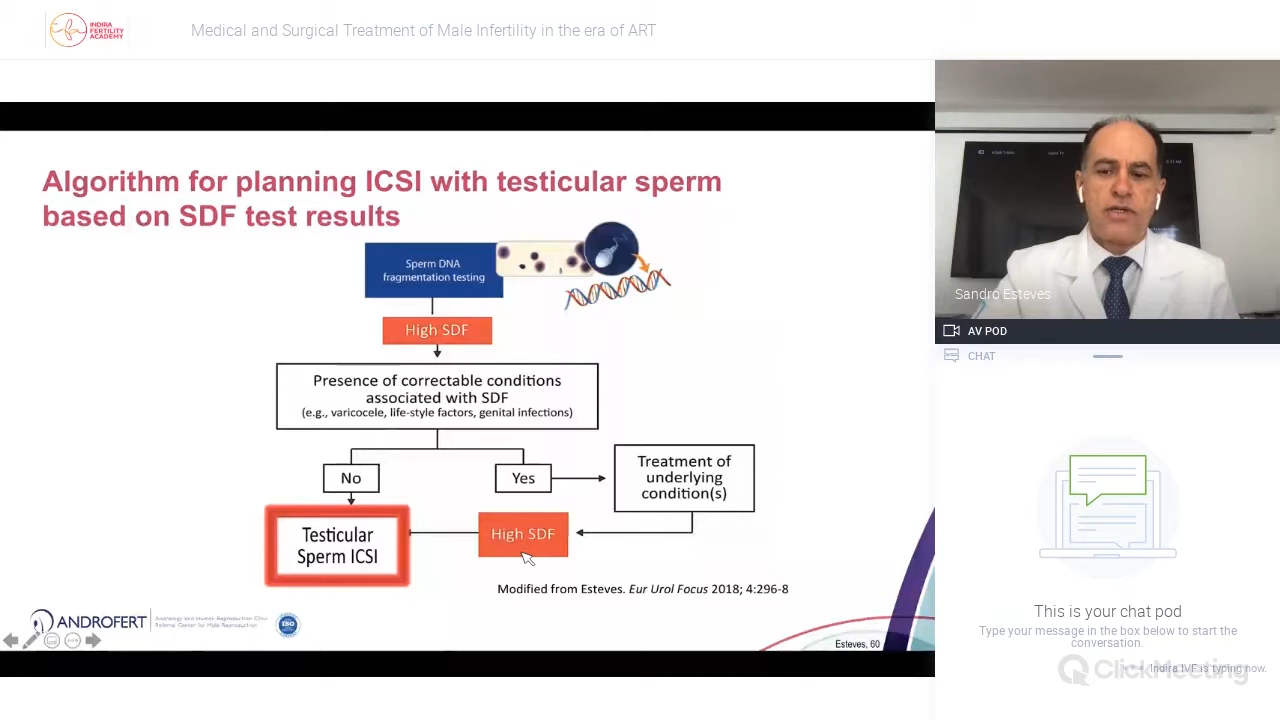 INDIRA
FERTILITY
ACADEMY
Medical and Surgical Treatment of Male Infertility in the era of ART
Algorithm for planning ICSI with testicular sperm
based on SDF test results
Sperm DNA
fragmentation testing
High SDF
Presence of correctable conditions
associated with SDF
(e.g., varicocele, life-style factors, genital infections)
No
Yes
Treatment of
underlying
condition(s)
Testicular
Sperm ICSI
High SDF
Modified from Esteves. Eur Urol Focus 2018; 4:296-8
ANDROFERT
Andrology and Human Reproduction Clinic
Referral Center for Male Reproduction
ISO
Esteves, 60
Sandro Esteves
AV POD
CHAT
This is your chat pod
Type your message in the box below to start the
conversation.
ClickMeeting
Indira IVF is typing now.